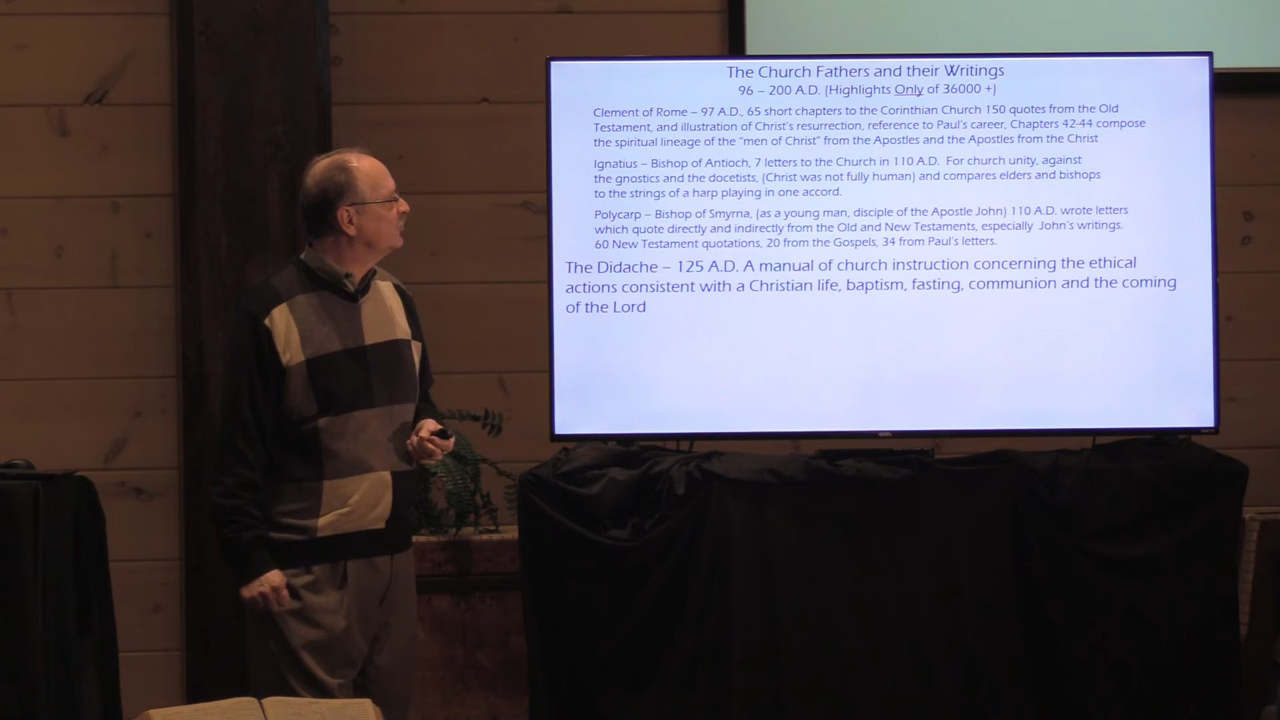 The Church Fathers and their Writings
96 – 200 A.D. (Highlights Only of 36000 +)
Clement of Rome – 97 A.D., 65 short chapters to the Corinthian Church 150 quotes from the Old
Testament, and illustration of Christ's resurrection, reference to Paul's career, Chapters 42-44 compose
the spiritual lineage of the "men of Christ" from the Apostles and the Apostles from the Christ
Ignatius – Bishop of Antioch, 7 letters to the Church in 110 A.D. For church unity, against
the gnostics and the docetists, (Christ was not fully human) and compares elders and bishops
to the strings of a harp playing in one accord.
Polycarp – Bishop of Smyrna, (as a young man, disciple of the Apostle John) 110 A.D. wrote letters
which quote directly and indirectly from the Old and New Testaments, especially John's writings.
60 New Testament quotations, 20 from the Gospels, 34 from Paul's letters.
The Didache – 125 A.D. A manual of church instruction concerning the ethical
actions consistent with a Christian life, baptism, fasting, communion and the coming
of the Lord